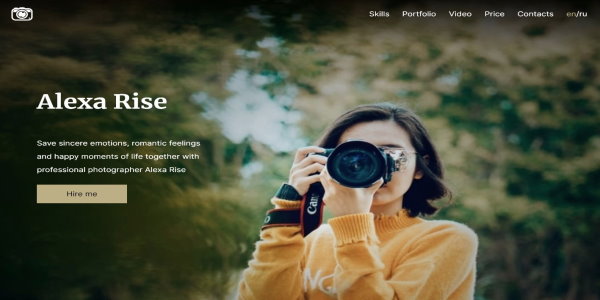 Skills Portfolio Video Price Contacts en/ru
Alexa Rise
Save sincere emotions, romantic feelings
and happy moments of life together with
professional photographer Alexa Rise
Hire me
Can